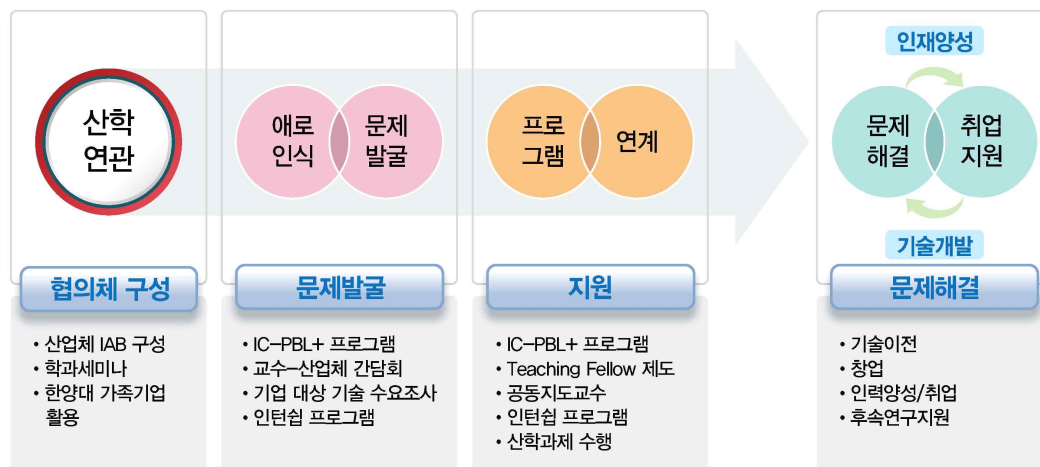 산학
연관
애로
인식
문제
발굴
프로
그램
연계
인재양성
문제
해결
취업
지원
기술개발
협의체 구성
• 산업체 IAB 구성
• 학과세미나
• 한양대 가족기업
활용
문제발굴
• IC-PBL+ 프로그램
• 교수-산업체 간담회
• 기업 대상 기술 수요조사
• 인턴쉽 프로그램
지원
• IC-PBL+ 프로그램
• Teaching Fellow 제도
• 공동지도교수
• 인턴쉽 프로그램
• 산학과제 수행
문제해결
• 기술이전
• 창업
• 인력양성/취업
• 후속연구지원